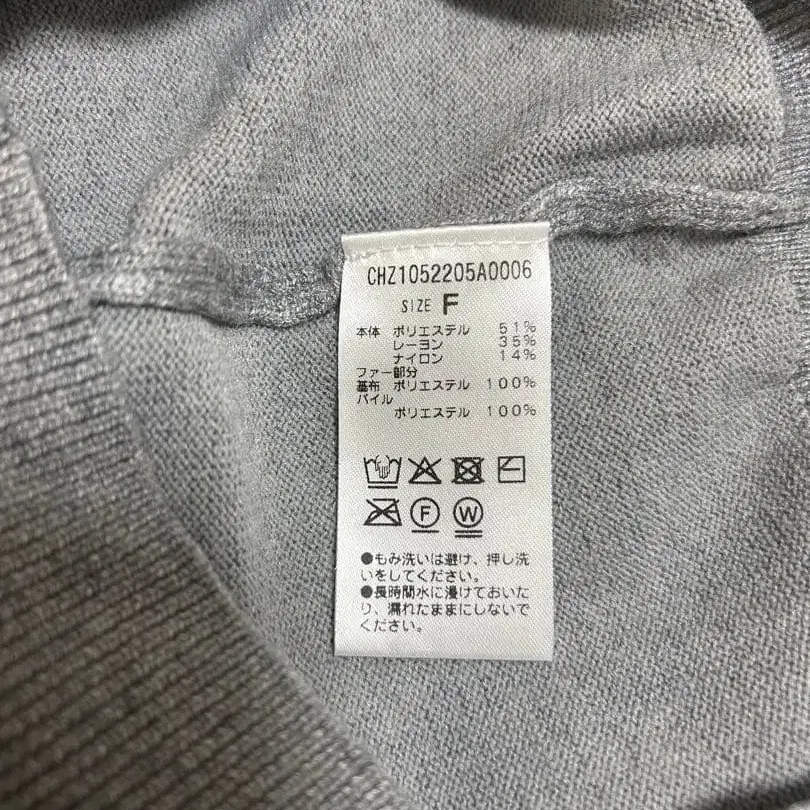 CHZ1052205A0006
SIZE F
本体 ポリエステル 51%
レーヨン 35%
ナイロン 14%
ファー部分
基布 ポリエステル 100%
パイル
ポリエステル 100%
F W
●もみ洗いは避け、押し洗
いをしてください。
●長時間水に浸けておいた
り、濡れたままにしないで
ください。